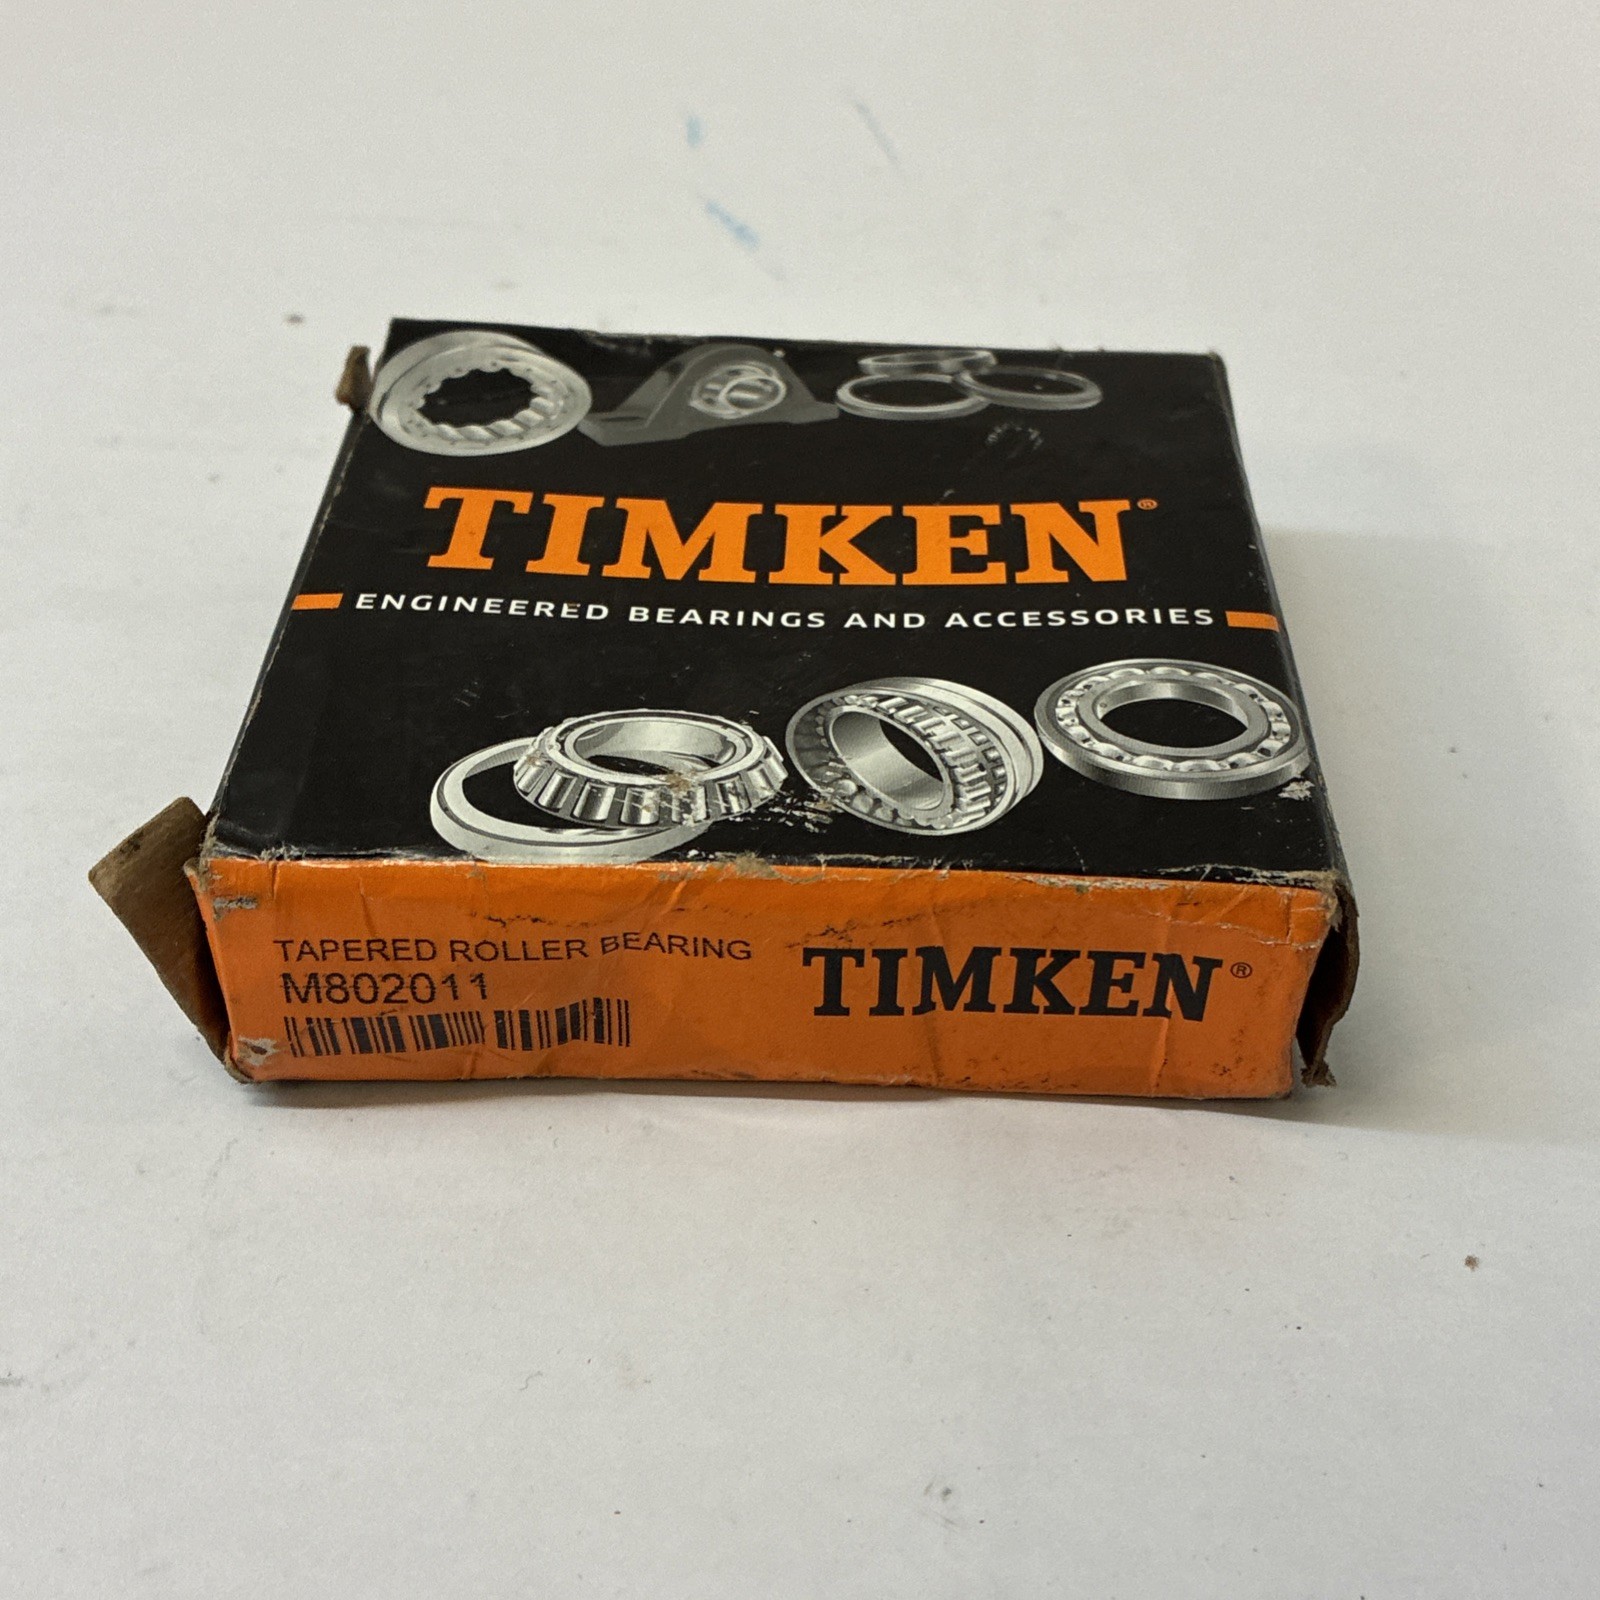 TIMKEN®
ENGINEERED BEARINGS AND ACCESSORIES
TAPERED ROLLER BEARING
M802011
TIMKEN®